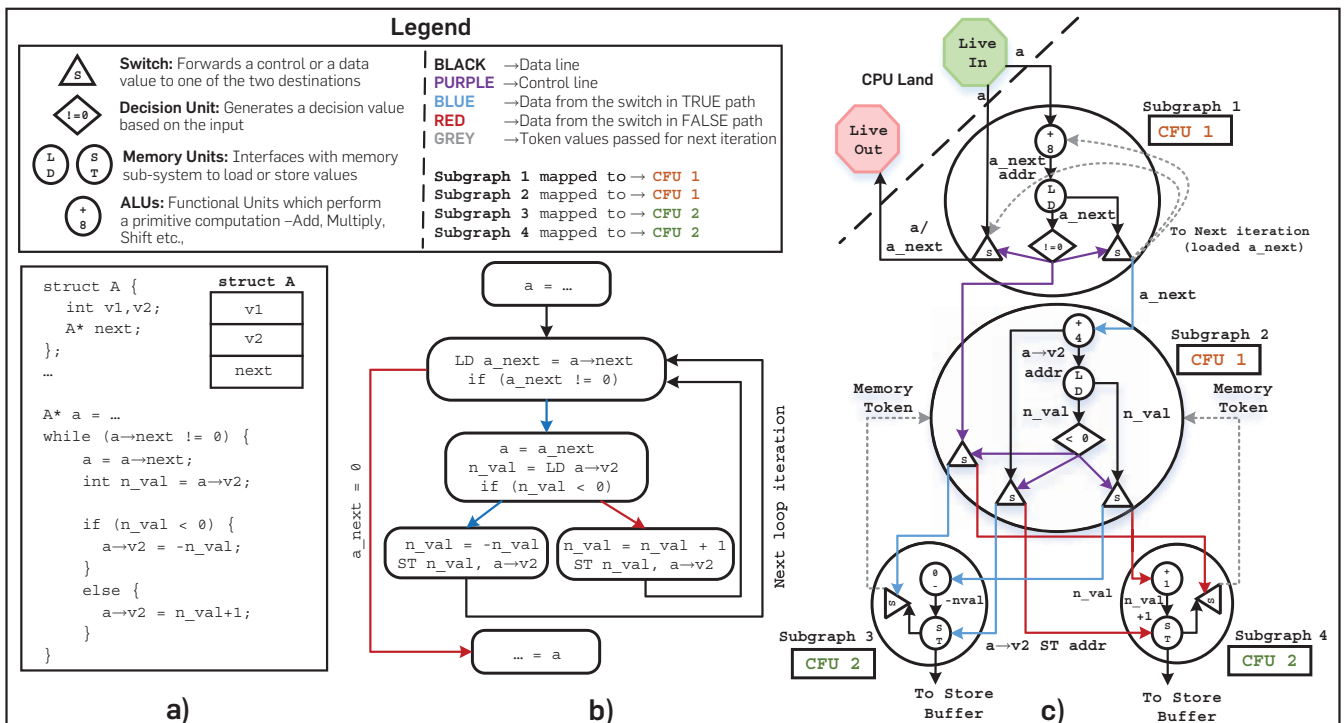 Legend
S
Switch: Forwards a control or a data
value to one of the two destinations
!=0
Decision Unit: Generates a decision value
based on the input
L
D
S
T
Memory Units: Interfaces with memory
sub-system to load or store values
+
8
ALUs: Functional Units which perform
a primitive computation –Add, Multiply,
Shift etc.,
BLACK →Data line
PURPLE →Control line
BLUE →Data from the switch in TRUE path
RED →Data from the switch in FALSE path
GREY →Token values passed for next iteration
Subgraph 1 mapped to → CFU 1
Subgraph 2 mapped to → CFU 1
Subgraph 3 mapped to → CFU 2
Subgraph 4 mapped to → CFU 2
struct A {
int v1,v2;
A* next;
};
…
A* a = …
while (a→next != 0) {
a = a→next;
int n_val = a→v2;
if (n_val < 0) {
a→v2 = -n_val;
}
else {
a→v2 = n_val+1;
}
}
struct A
v1
v2
next
a)
a = …
LD a_next = a→next
if (a_next != 0)
a = a_next
n_val = LD a→v2
if (n_val < 0)
n_val = -n_val
ST n_val, a→v2
n_val = n_val + 1
ST n_val, a→v2
… = a
a_next = 0
Next loop iteration
b)
Live
In
a
a
CPU Land
Live
Out
Subgraph 1
CFU 1
+
8
a_next
addr
L
D
a_next
a/
a_next
S
!=0
S
To Next iteration
(loaded a_next)
a_next
Subgraph 2
CFU 1
+
4
a→v2
addr
L
D
n_val
n_val
< 0
Memory
Token
Memory
Token
S
S
S
0
-
-nval
S
S
T
n_val
+
1
n_val
+1
S
S
T
Subgraph 3
CFU 2
a→v2 ST addr
Subgraph 4
CFU 2
To Store
Buffer
To Store
Buffer
c)